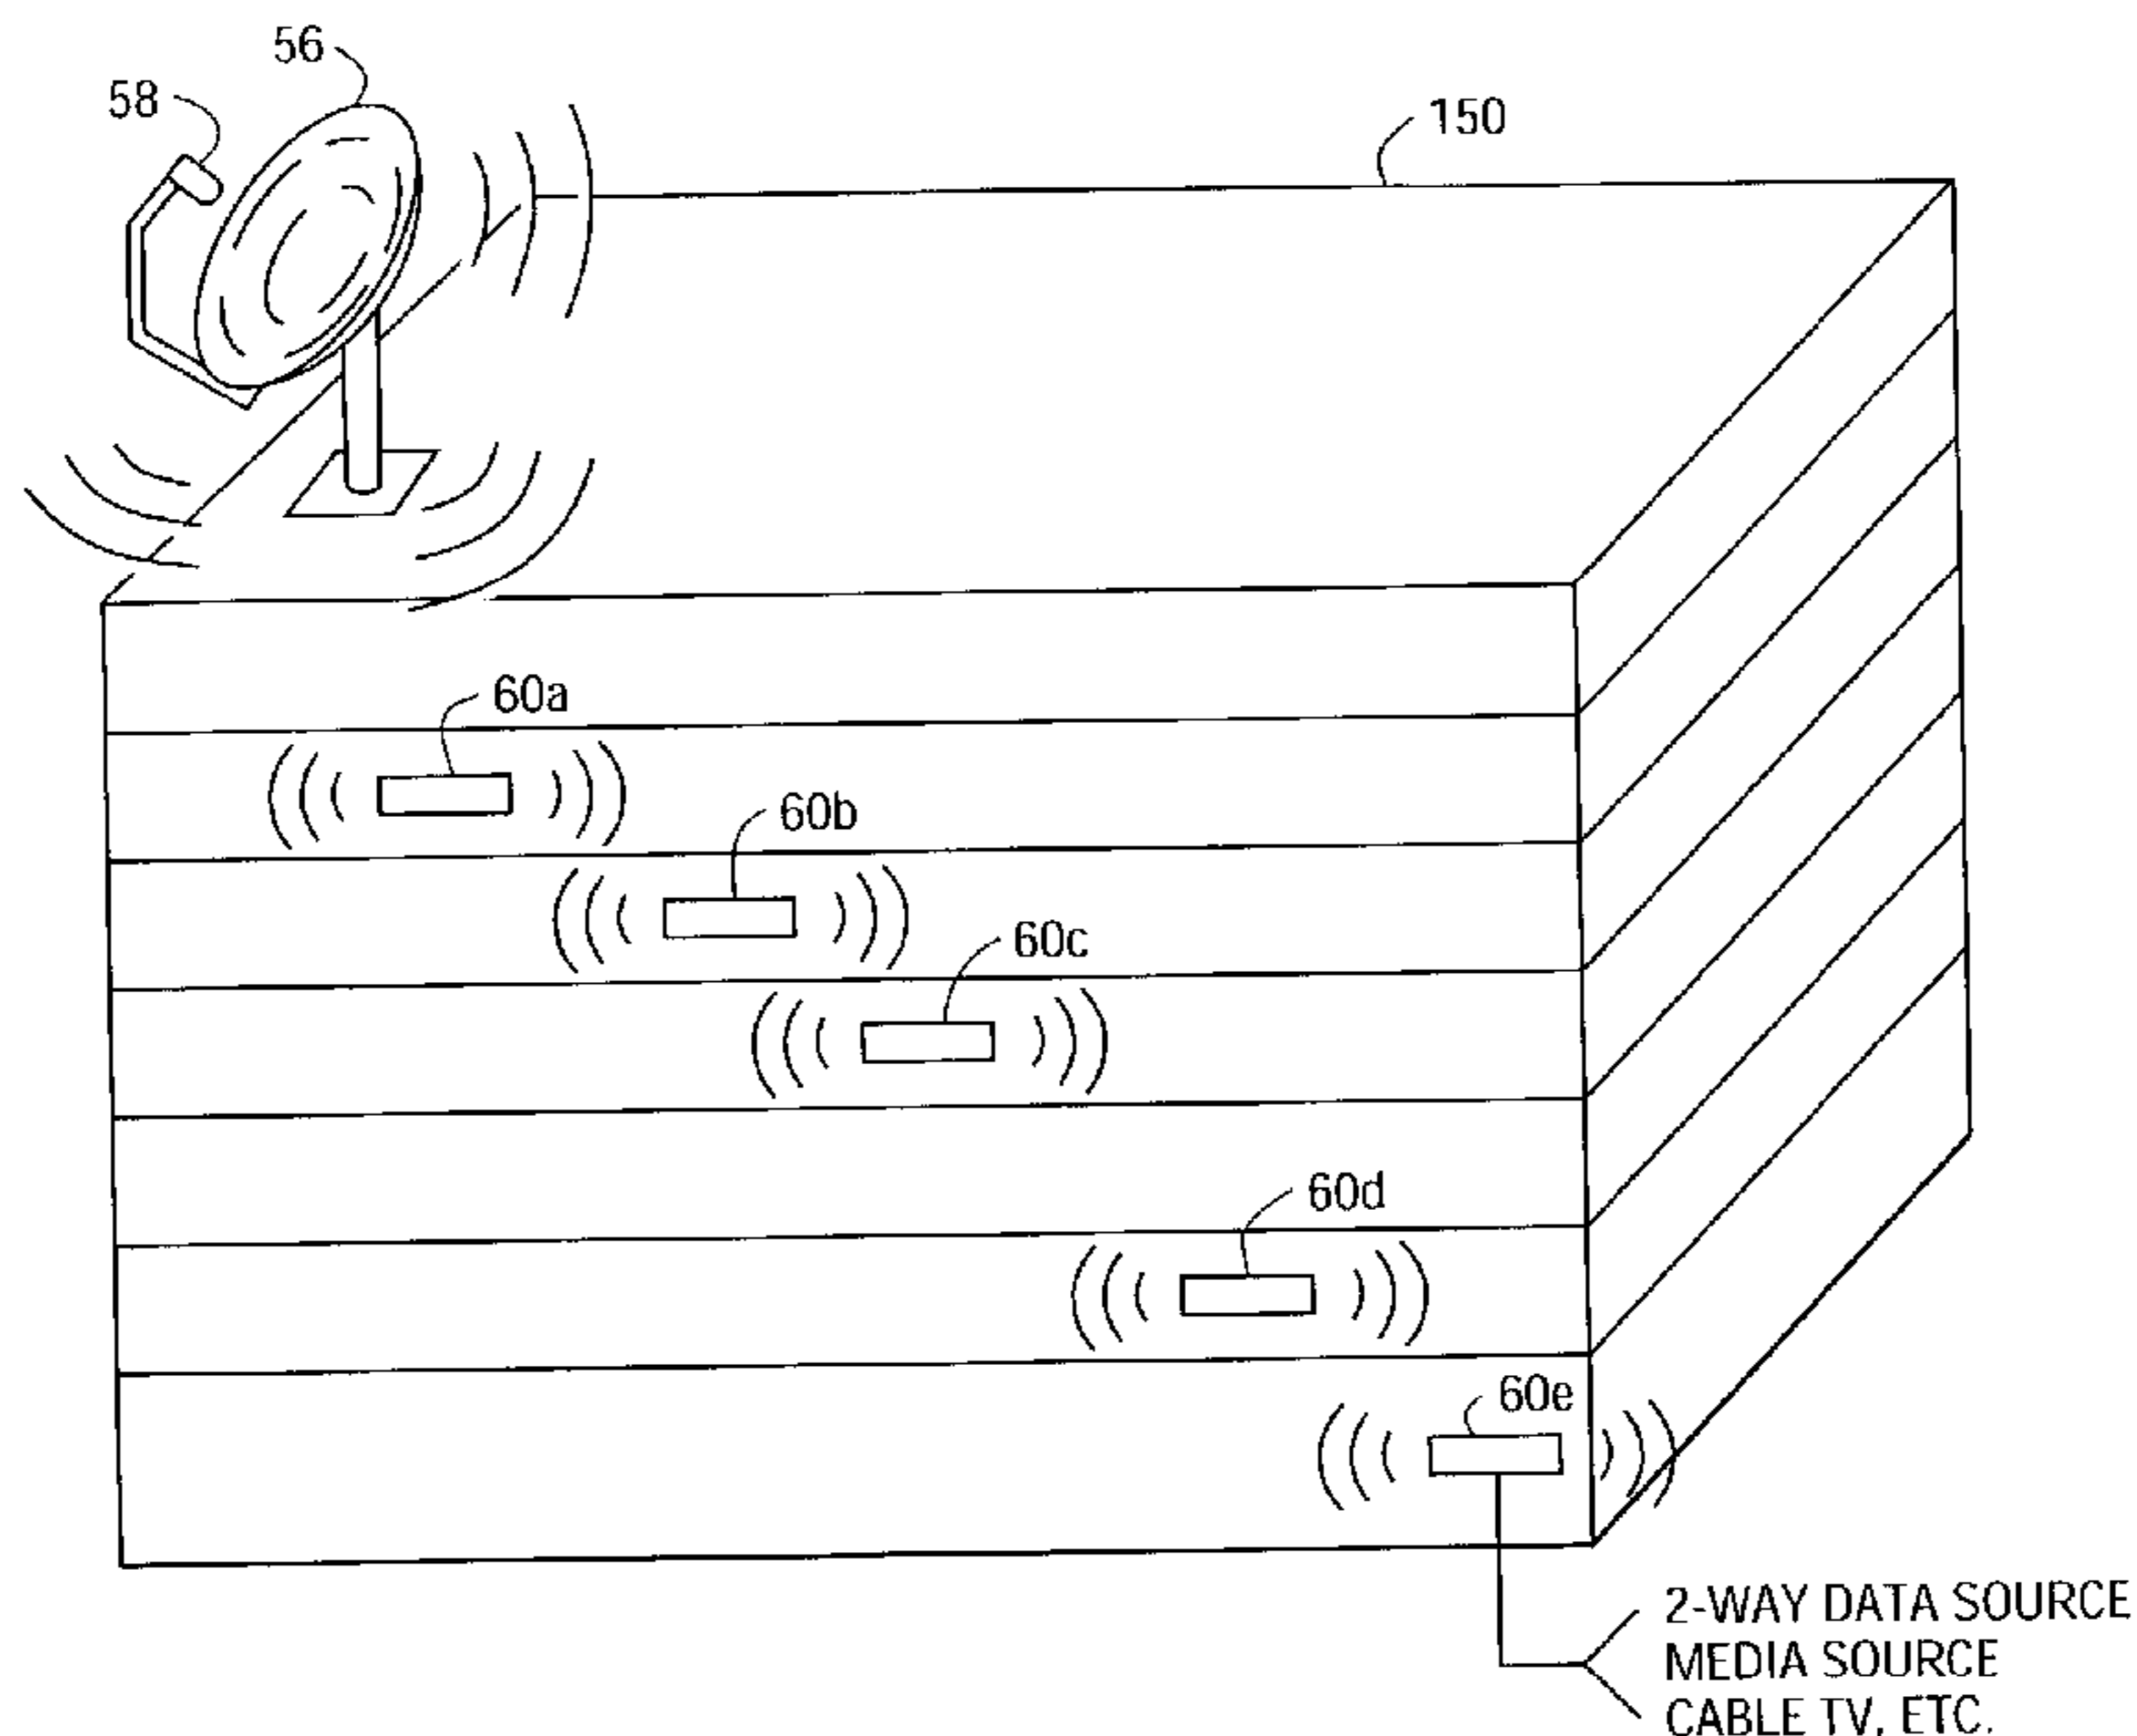 56
58
150
60a
60b
60c
60d
60e
2-WAY DATA SOURCE
MEDIA SOURCE
CABLE TV, ETC.